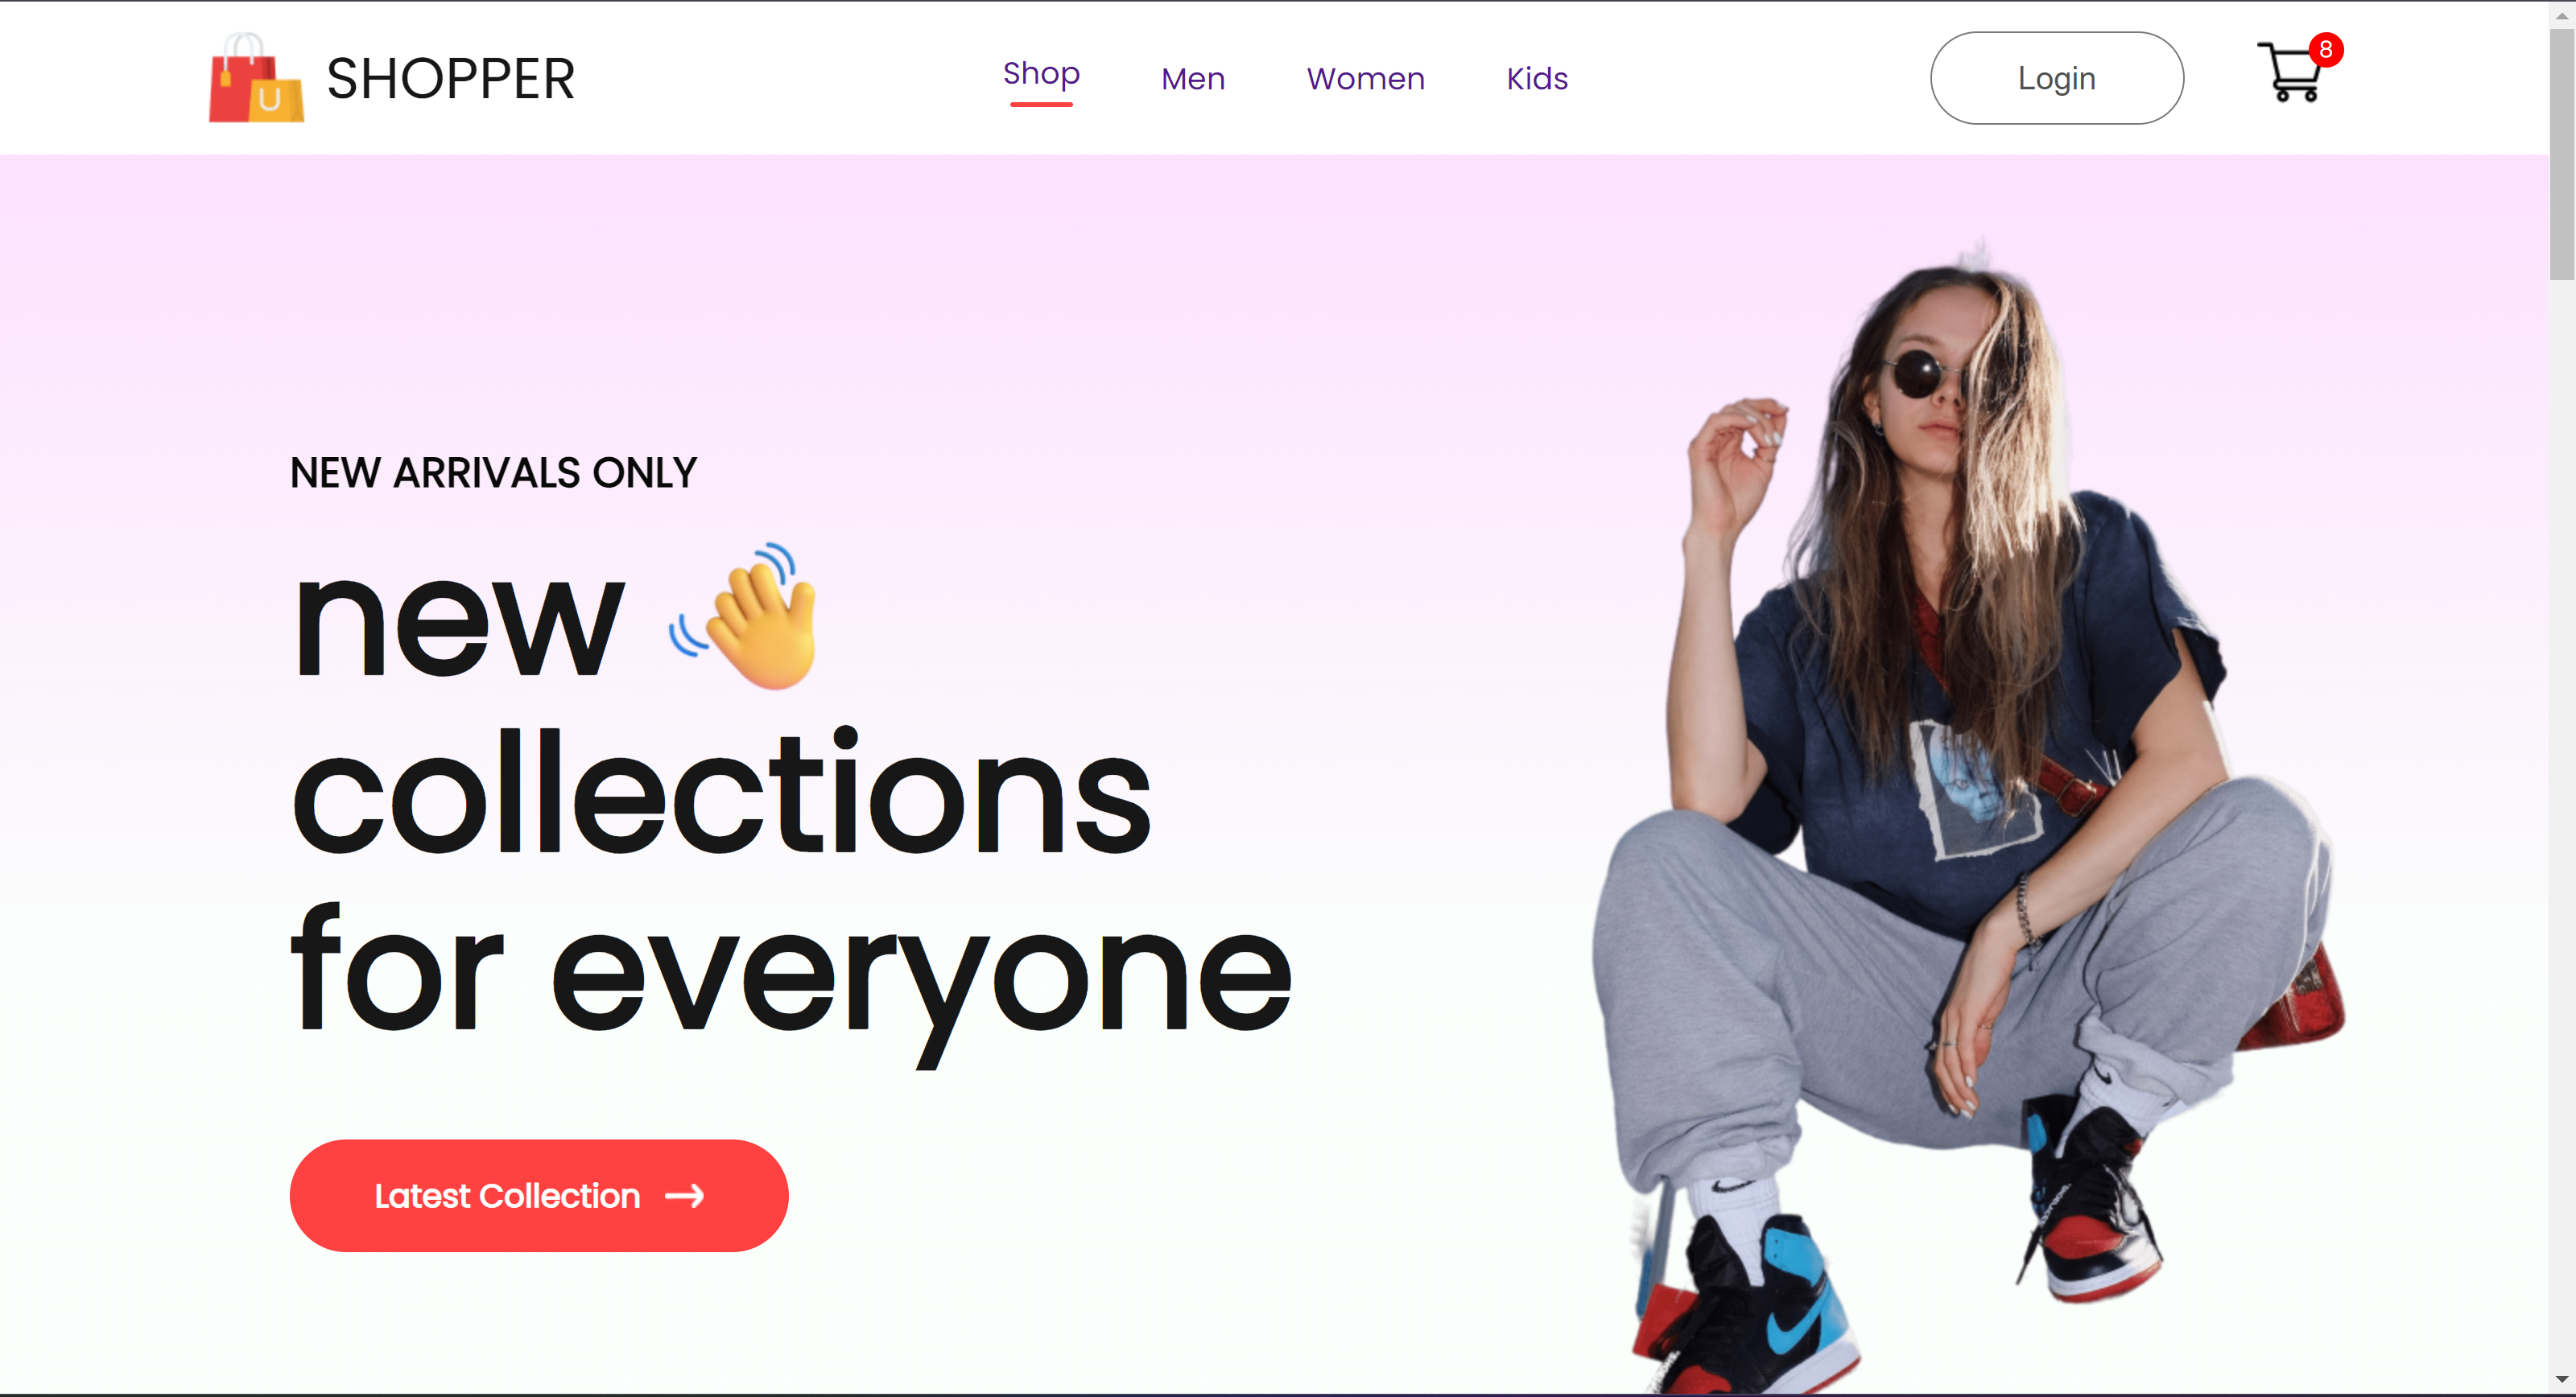 SHOPPER
Shop
Men
Women
Kids
Login
8
NEW ARRIVALS ONLY
new
collections
for everyone
Latest Collection